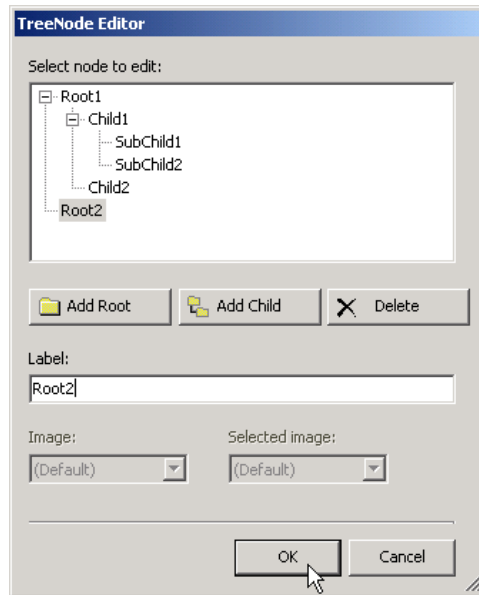 TreeNode Editor
Select node to edit:
Root1
Child1
SubChild1
SubChild2
Child2
Root2
Add Root Add Child Delete
Label:
Root2
Image: Selected image:
(Default) (Default)
OK Cancel